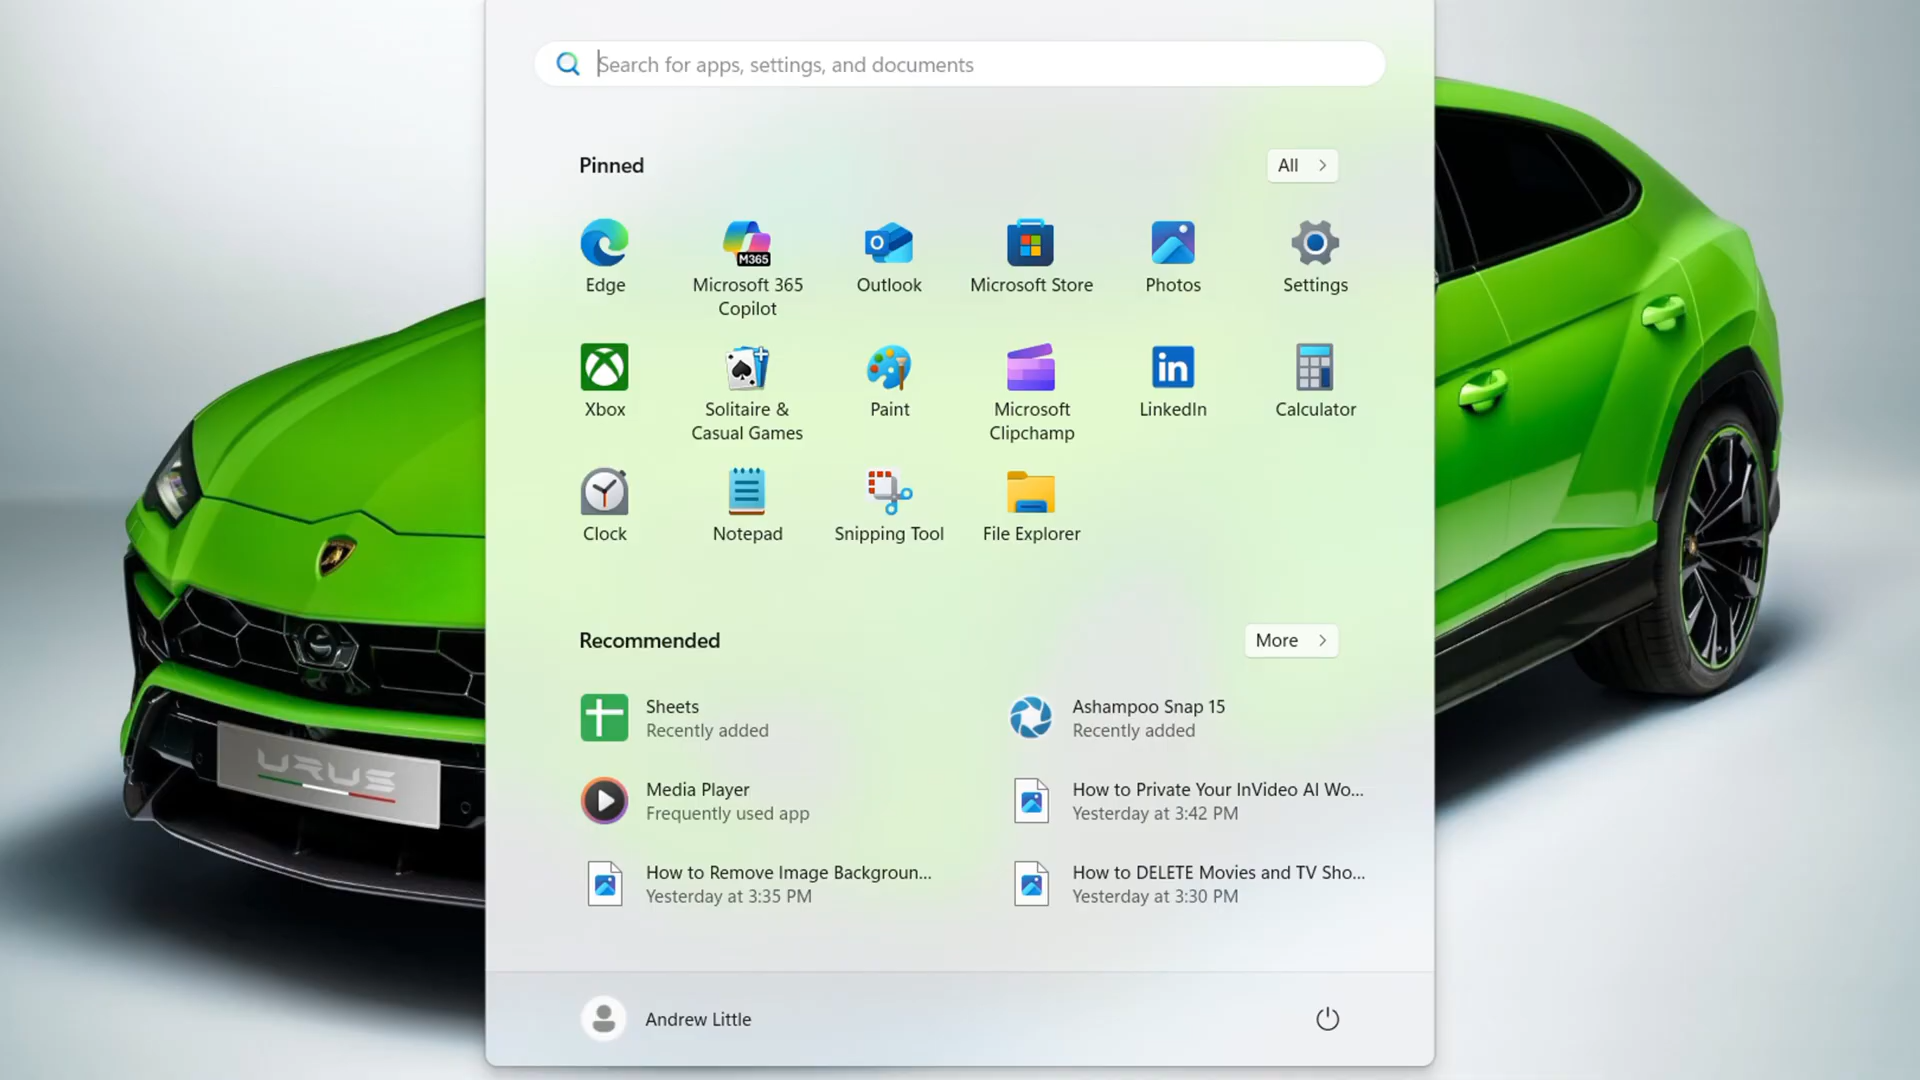 Search for apps, settings, and documents
Pinned
All
Edge
Microsoft 365
Copilot
Outlook
Microsoft Store
Photos
Settings
M365
Xbox
Solitaire &
Casual Games
Paint
Microsoft
Clipchamp
LinkedIn
Calculator
Clock
Notepad
Snipping Tool
File Explorer
Recommended
More
Sheets
Recently added
Ashampoo Snap 15
Recently added
Media Player
Frequently used app
How to Private Your InVideo AI Wo...
Yesterday at 3:42 PM
How to Remove Image Backgroun...
Yesterday at 3:35 PM
How to DELETE Movies and TV Sho...
Yesterday at 3:30 PM
URUS
Andrew Little